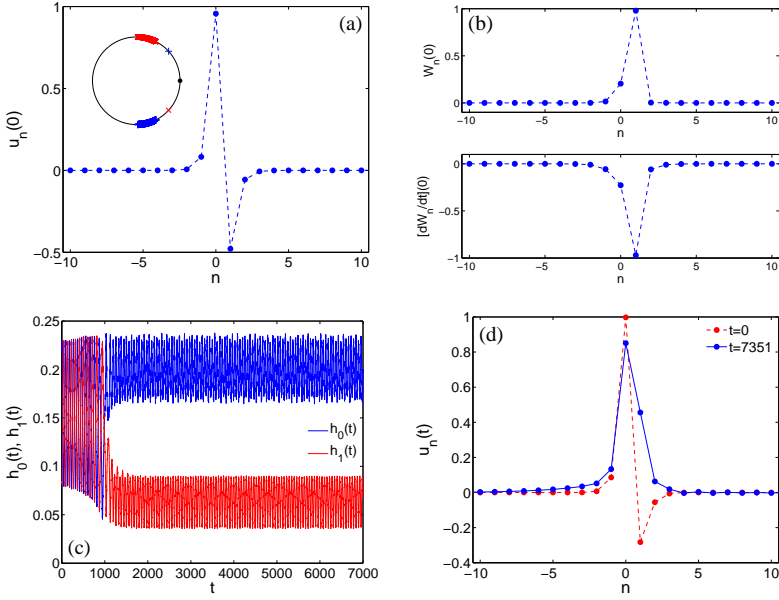 (a)
1
0.5
0
−0.5
−10 −5 0 5 10
n
u_n(0)
(b)
1
0.5
0
−10 −5 0 5 10
n
W_n(0)
0
−0.5
−1
−10 −5 0 5 10
n
[dW_n/dt](0)
(c)
0.25
0.2
0.15
0.1
0.05
0
0 1000 2000 3000 4000 5000 6000 7000
t
h_0(t), h_1(t)
h_0(t)
h_1(t)
(d)
1
0.8
0.6
0.4
0.2
0
−0.2
−0.4
−10 −5 0 5 10
n
u_n(t)
t=0
t=7351